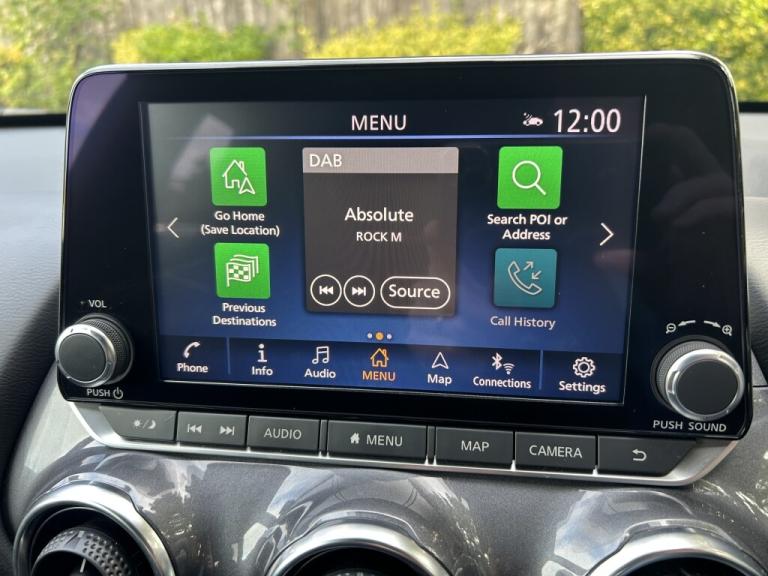 MENU
12:00
DAB
Absolute
ROCK M
Source
Go Home
(Save Location)
Previous
Destinations
Search POI or
Address
Call History
Phone
Info
Audio
MENU
Map
Connections
Settings
VOL
PUSH
PUSH SOUND
AUDIO
MENU
MAP
CAMERA